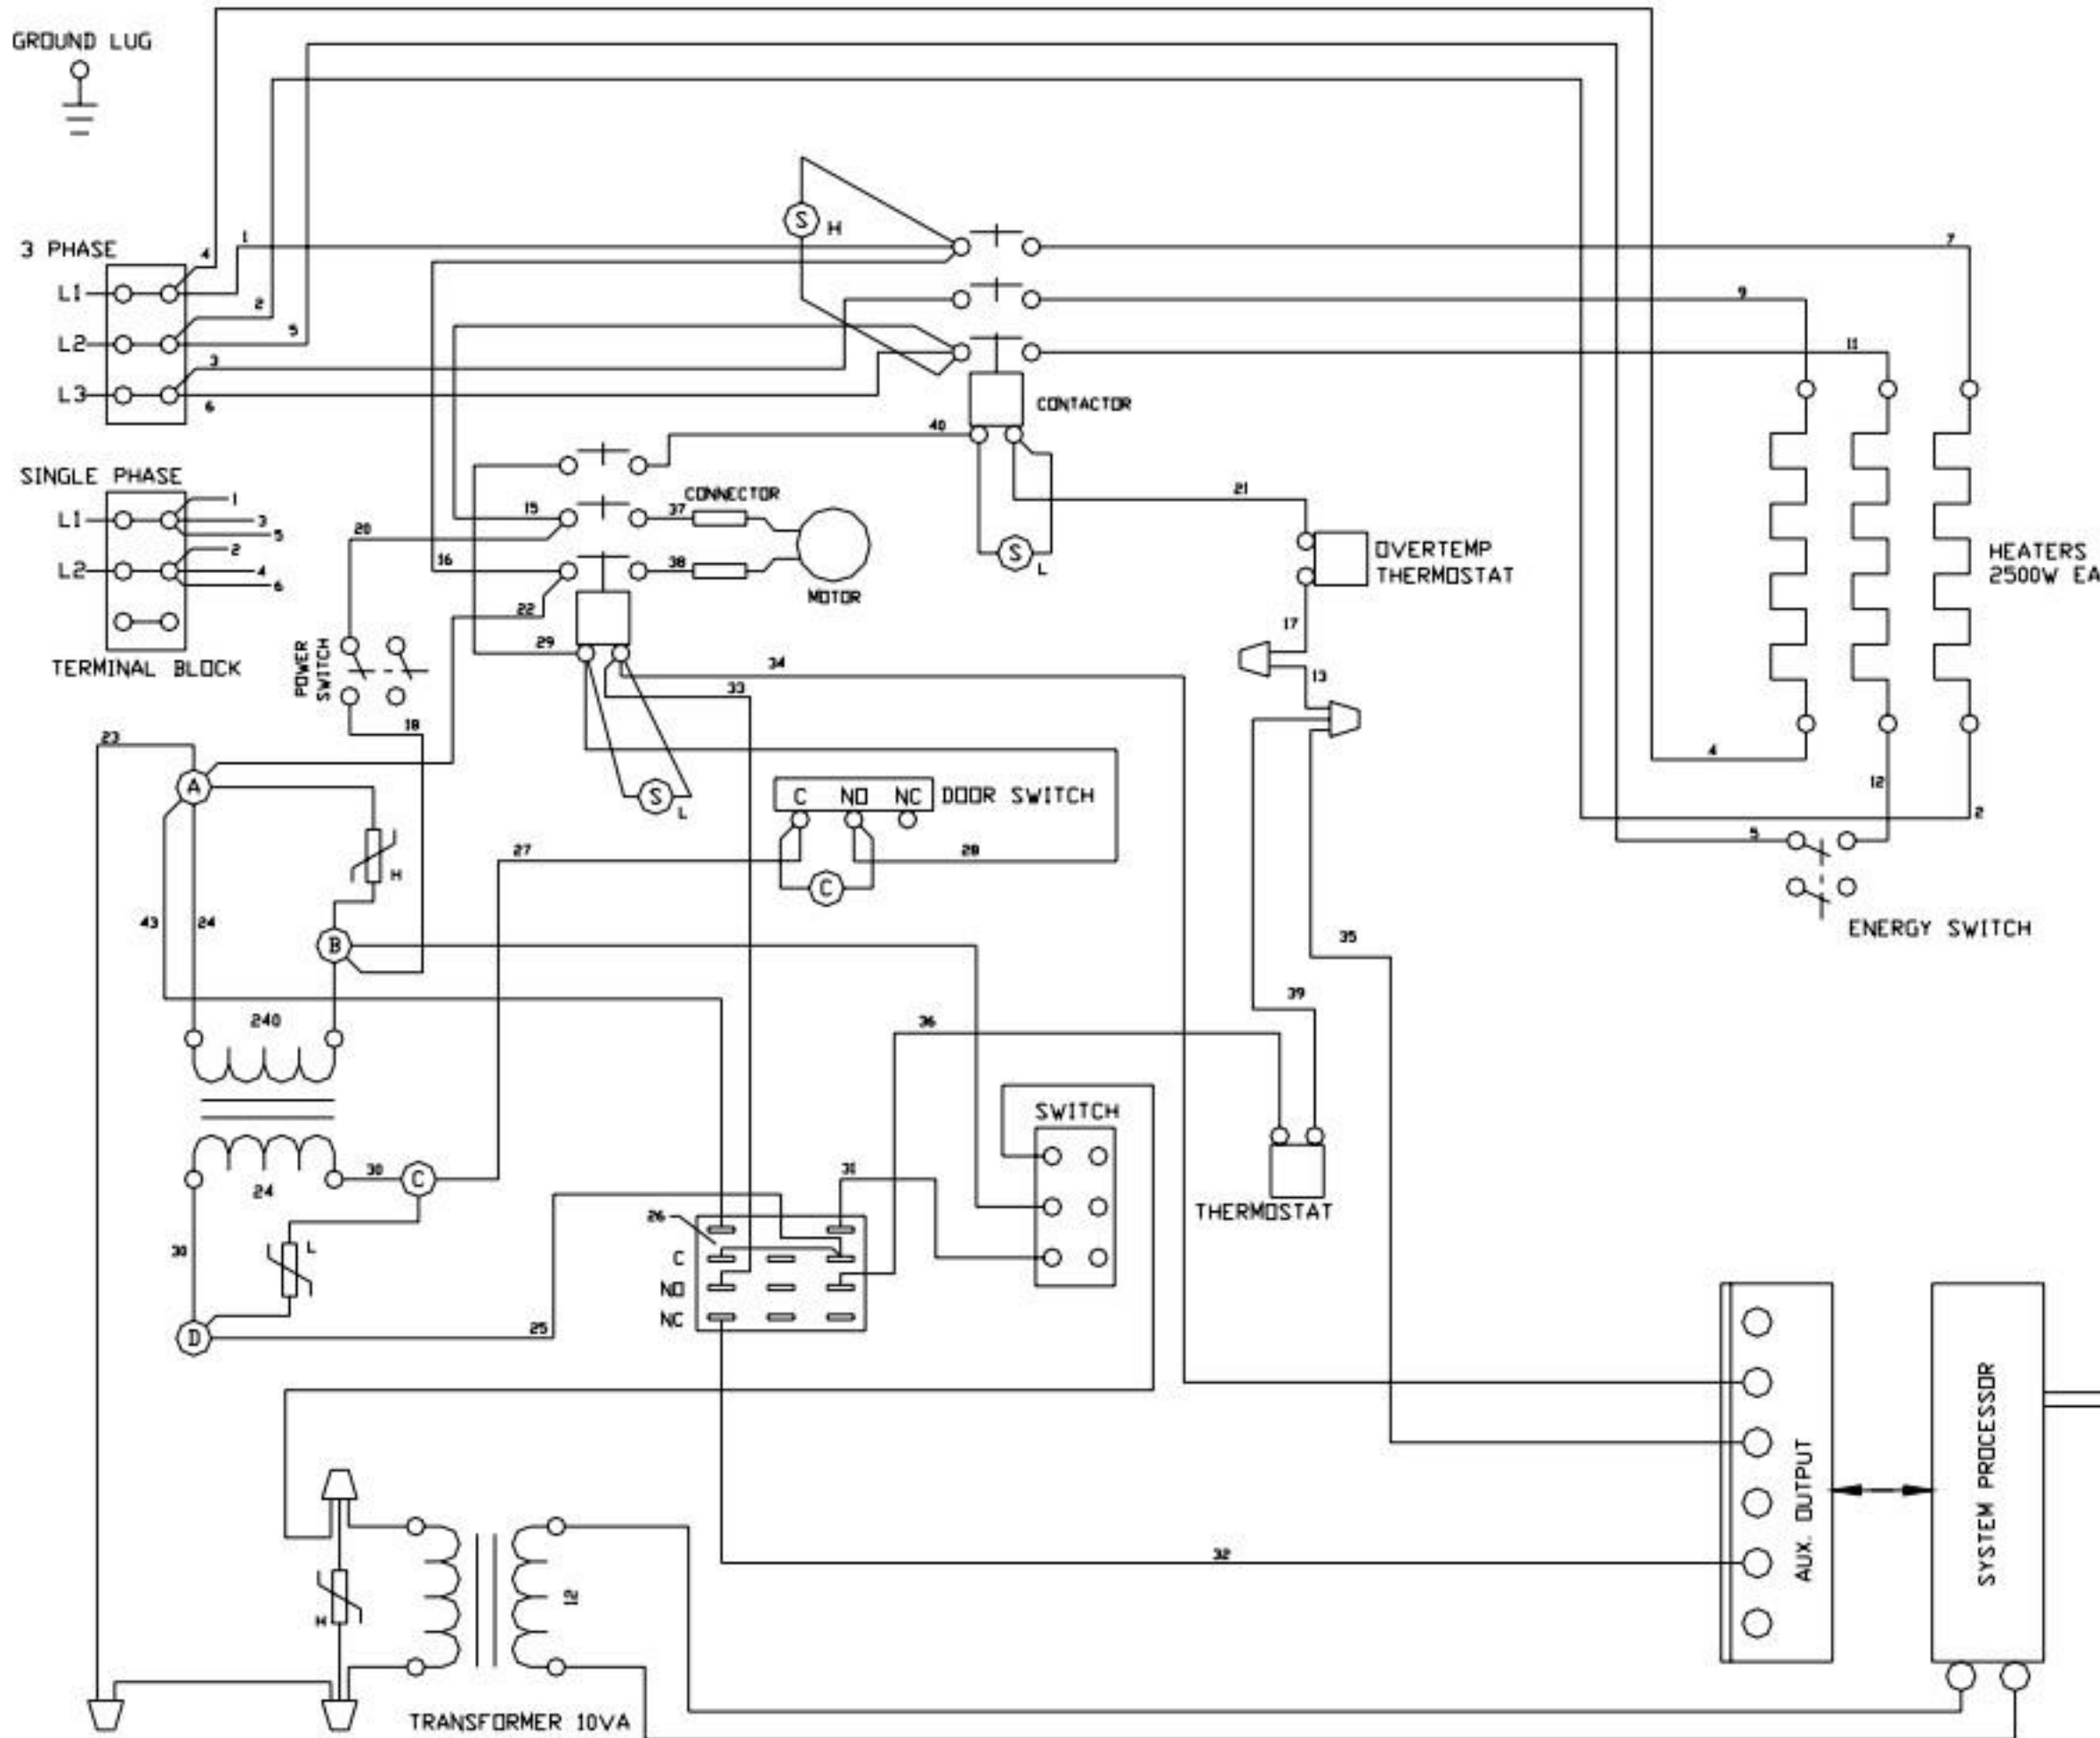 GROUND LUG
3 PHASE
L1
L2
L3
4
1
2
5
3
6
S
H
7
9
11
CONTACTOR
40
SINGLE PHASE
L1
L2
1
3
5
2
4
6
TERMINAL BLOCK
20
15
16
22
29
CONNECTOR
37
38
MOTOR
S
L
21
OVERTEMP
THERMOSTAT
17
13
HEATERS
2500W EA
POWER
SWITCH
18
34
33
S
L
23
A
H
B
43
24
C NO NC DOOR SWITCH
27
28
C
4
12
2
5
ENERGY SWITCH
35
39
36
240
24
30
C
30
L
D
25
26
31
C
NO
NC
SWITCH
THERMOSTAT
32
H
12
TRANSFORMER 10VA
AUX. OUTPUT
SYSTEM PROCESSOR